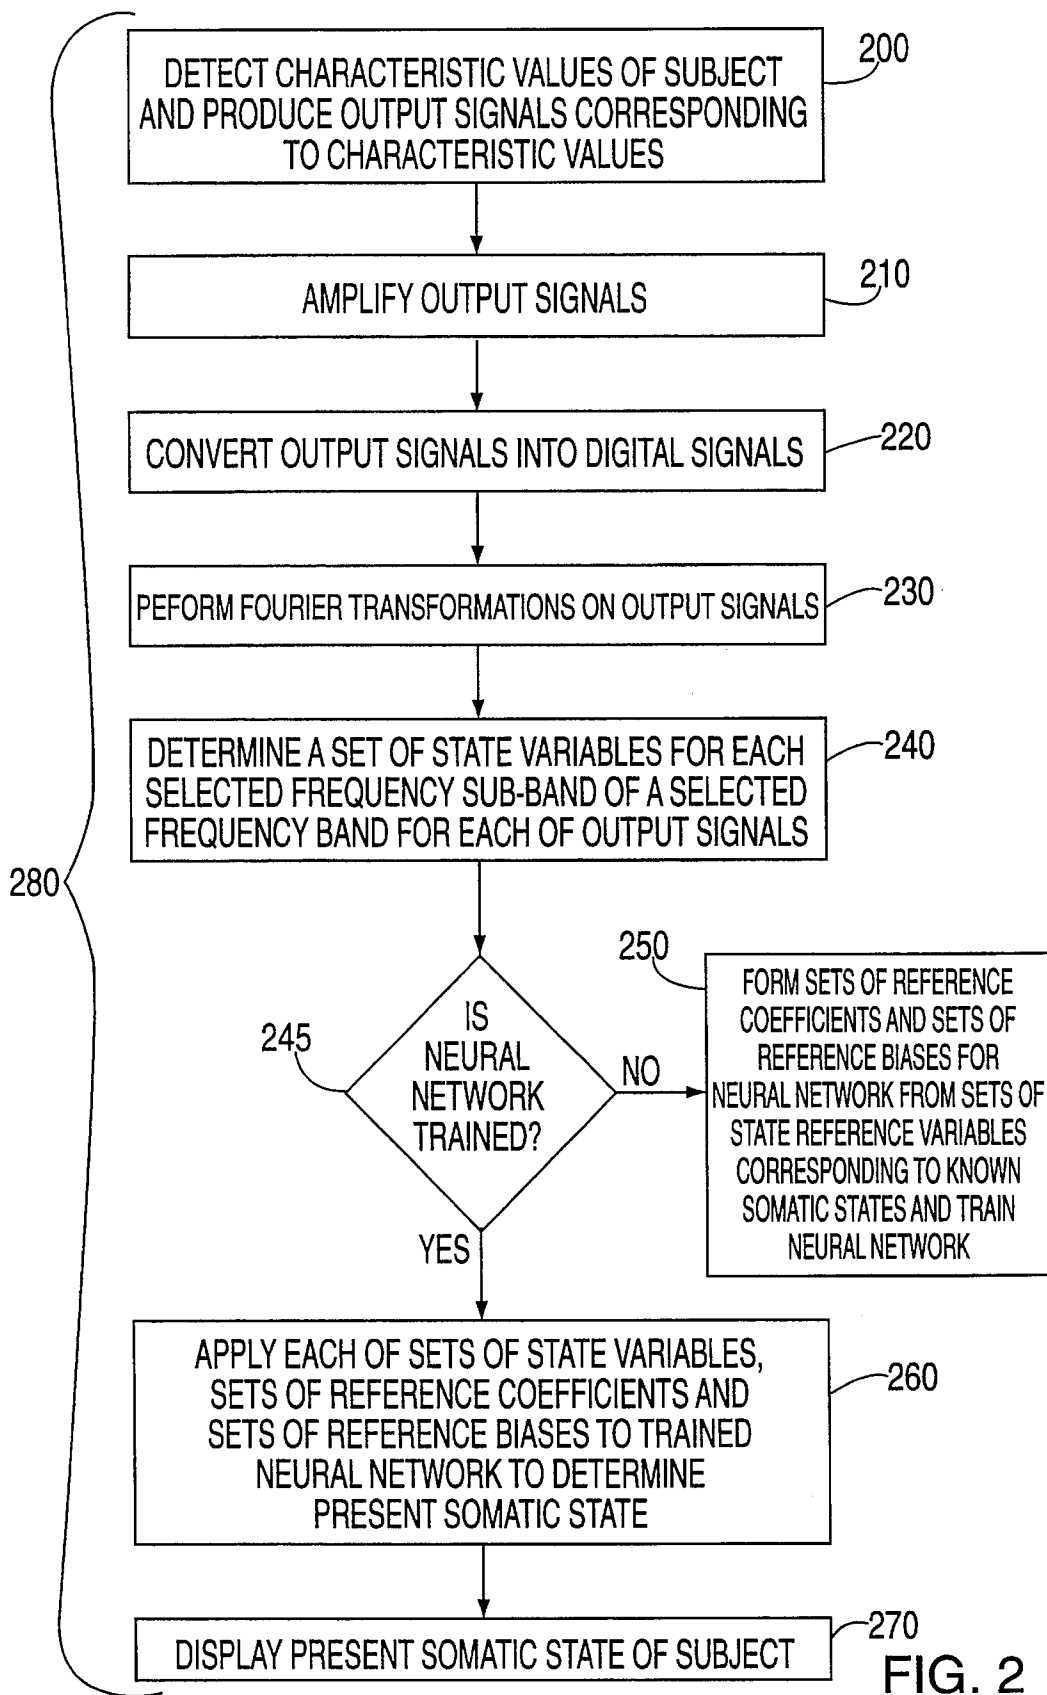 200
DETECT CHARACTERISTIC VALUES OF SUBJECT
AND PRODUCE OUTPUT SIGNALS CORRESPONDING
TO CHARACTERISTIC VALUES
210
AMPLIFY OUTPUT SIGNALS
220
CONVERT OUTPUT SIGNALS INTO DIGITAL SIGNALS
230
PEFORM FOURIER TRANSFORMATIONS ON OUTPUT SIGNALS
240
DETERMINE A SET OF STATE VARIABLES FOR EACH
SELECTED FREQUENCY SUB-BAND OF A SELECTED
FREQUENCY BAND FOR EACH OF OUTPUT SIGNALS
280
245
IS
NEURAL
NETWORK
TRAINED?
NO
YES
250
FORM SETS OF REFERENCE
COEFFICIENTS AND SETS OF
REFERENCE BIASES FOR
NEURAL NETWORK FROM SETS OF
STATE REFERENCE VARIABLES
CORRESPONDING TO KNOWN
SOMATIC STATES AND TRAIN
NEURAL NETWORK
260
APPLY EACH OF SETS OF STATE VARIABLES,
SETS OF REFERENCE COEFFICIENTS AND
SETS OF REFERENCE BIASES TO TRAINED
NEURAL NETWORK TO DETERMINE
PRESENT SOMATIC STATE
270
DISPLAY PRESENT SOMATIC STATE OF SUBJECT
FIG. 2